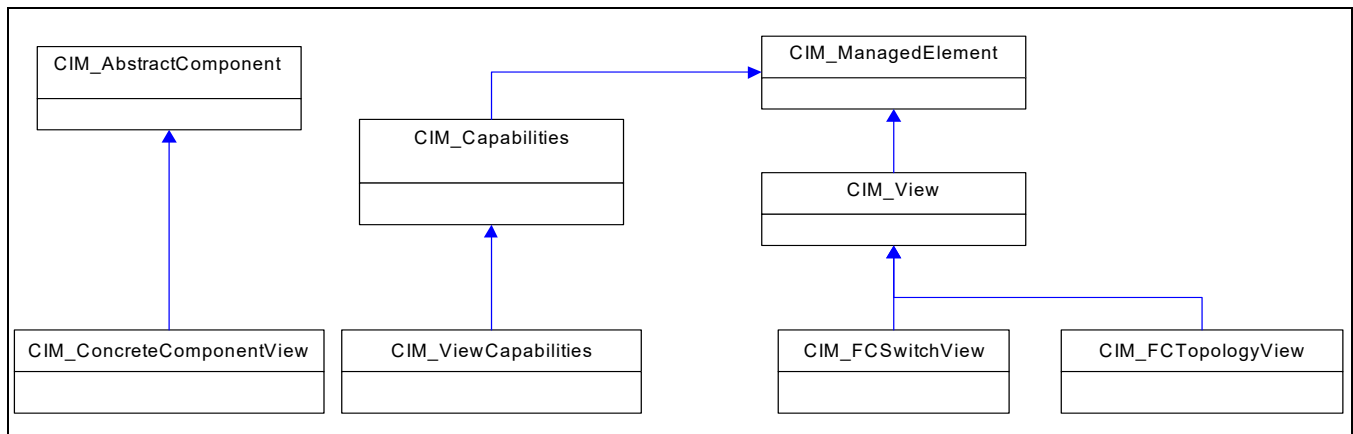 CIM_AbstractComponent
CIM_ManagedElement
CIM_Capabilities
CIM_View
CIM_ConcreteComponentView
CIM_ViewCapabilities
CIM_FCSwitchView
CIM_FCTopologyView